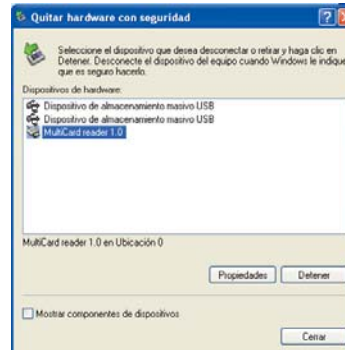 Quitar hardware con seguridad
Seleccione el dispositivo que desea desconectar o retirar y haga clic en
Detener. Desconecte el dispositivo del equipo cuando Windows le indique
que es seguro hacerlo.
Dispositivos de hardware:
Dispositivo de almacenamiento masivo USB
Dispositivo de almacenamiento masivo USB
MultiCard reader 1.0
MultiCard reader 1.0 en Ubicación 0
Propiedades
Detener
Mostrar componentes de dispositivos
Cerrar